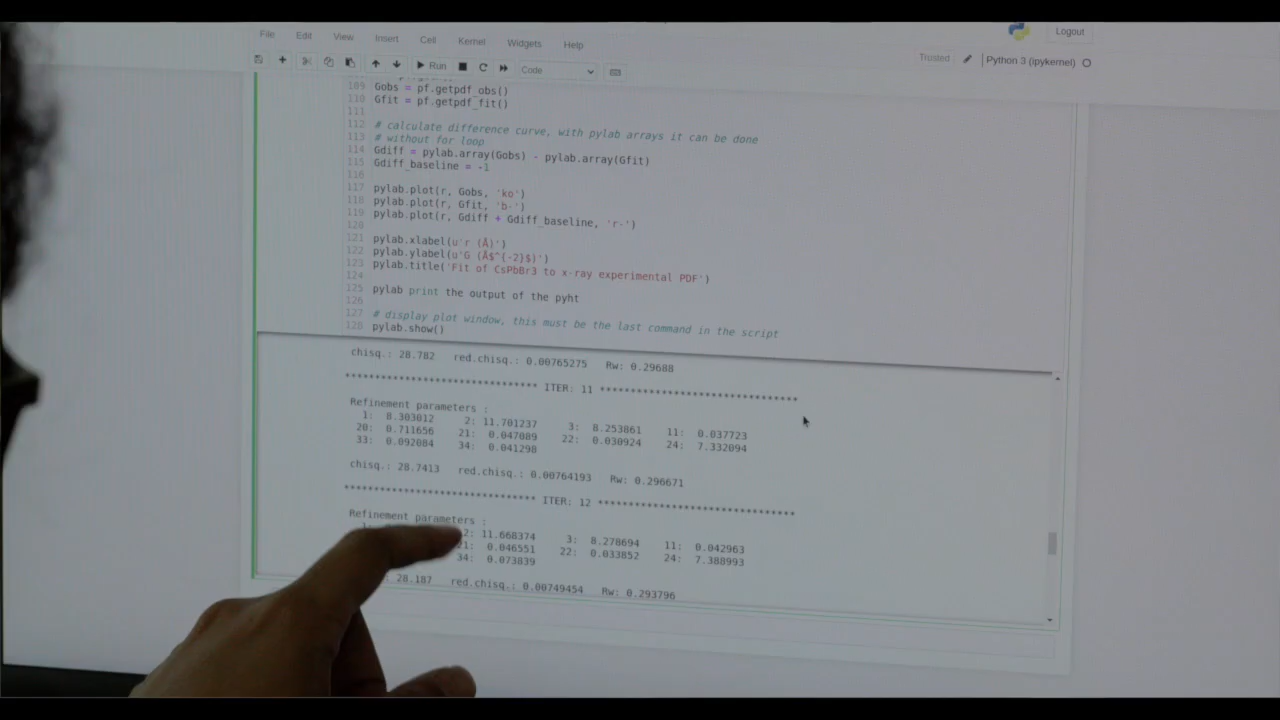 File Edit View Insert Cell Kernel Widgets Help Logout
Run Code Trusted Python 3 (ipykernel)
109 Gobs = pf.getpdf_obs()
110 Gfit = pf.getpdf_fit()
111
112 # calculate difference curve, with pylab arrays it can be done
113 # without for loop
114 Gdiff = pylab.array(Gobs) - pylab.array(Gfit)
115 Gdiff_baseline = -1
116
117 pylab.plot(r, Gobs, 'ko')
118 pylab.plot(r, Gfit, 'b-')
119 pylab.plot(r, Gdiff + Gdiff_baseline, 'r-')
120
121 pylab.xlabel(u'r (Å)')
122 pylab.ylabel(u'G (Å$^{-2}$)')
123 pylab.title('Fit of CsPbBr3 to x-ray experimental PDF')
124
125 pylab print the output of the pyht
126
127 # display plot window, this must be the last command in the script
128 pylab.show()
chisq.: 28.782 red.chisq.: 0.00765275 Rw: 0.29688
******************************* ITER: 11 *******************************
Refinement parameters :
1: 8.303012 2: 11.701237 3: 8.253861 11: 0.037723
20: 0.711656 21: 0.047089 22: 0.030924 24: 7.332094
33: 0.092084 34: 0.041298
chisq.: 28.7413 red.chisq.: 0.00764193 Rw: 0.296671
******************************* ITER: 12 *******************************
Refinement parameters :
1: 2: 11.668374 3: 8.278694 11: 0.042963
21: 0.046551 22: 0.033852 24: 7.388993
34: 0.073839
28.187 red.chisq.: 0.00749454 Rw: 0.293796